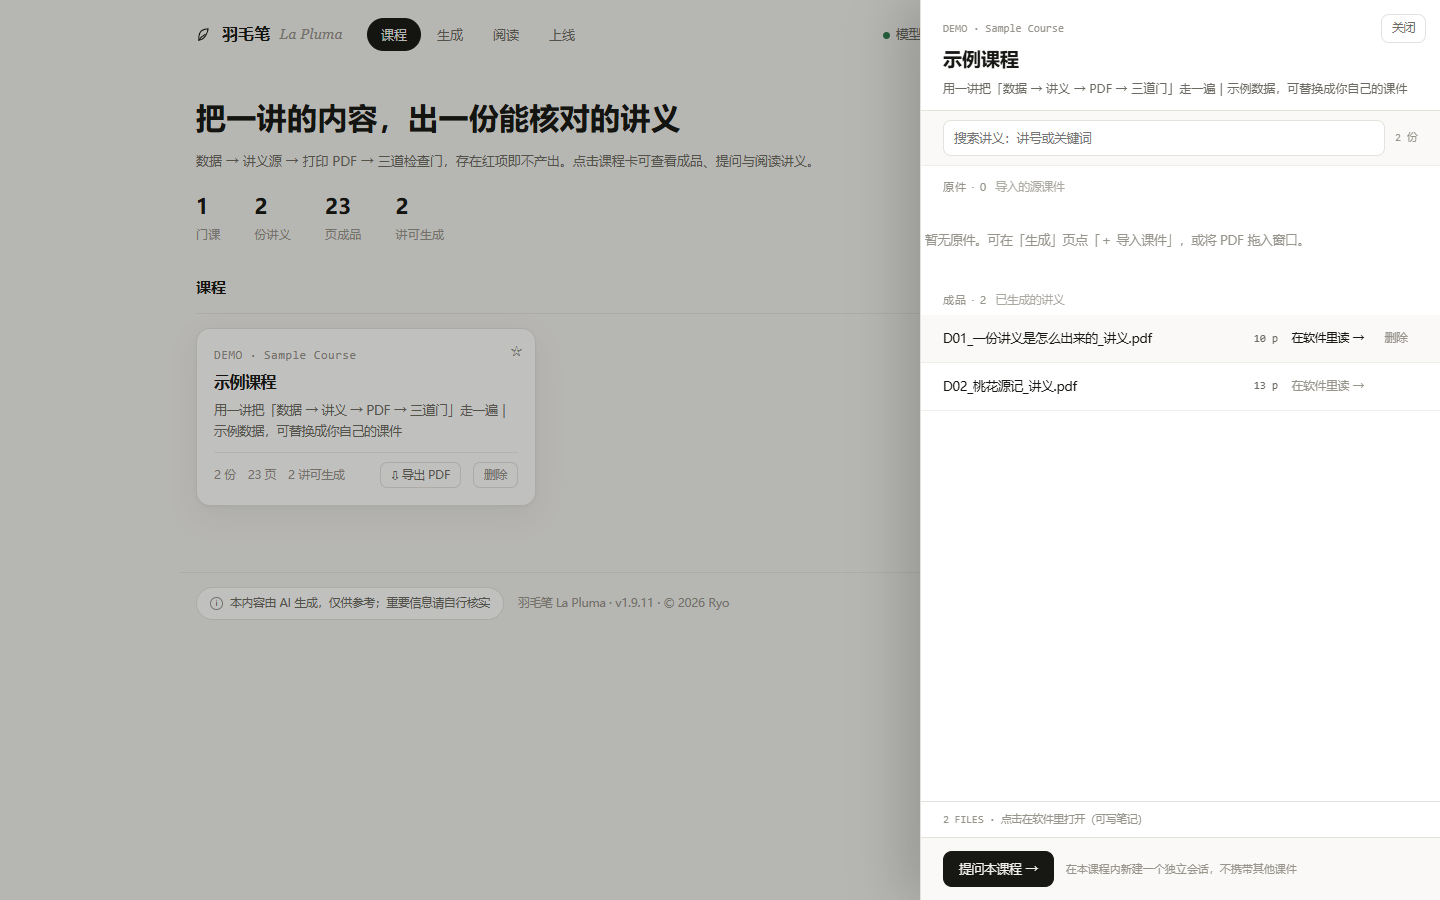 羽毛笔 La Pluma 课程 生成 阅读 上线 模型
把一讲的内容，出一份能核对的讲义
数据 → 讲义源 → 打印 PDF → 三道检查门，存在红项即不产出。点击课程卡可查看成品、提问与阅读讲义。
1 2 23 2
门课 份讲义 页成品 讲可生成
课程
DEMO · Sample Course ☆
示例课程
用一讲把「数据 → 讲义 → PDF → 三道门」走一遍 |
示例数据，可替换成你自己的课件
2 份 23 页 2 讲可生成 ⇩ 导出 PDF 删除
本内容由 AI 生成，仅供参考；重要信息请自行核实 羽毛笔 La Pluma · v1.9.11 · © 2026 Ryo
DEMO · Sample Course 关闭
示例课程
用一讲把「数据 → 讲义 → PDF → 三道门」走一遍 | 示例数据，可替换成你自己的课件
搜索讲义：讲号或关键词 2 份
原件 · 0 导入的源课件
暂无原件。可在「生成」页点「 + 导入课件」，或将 PDF 拖入窗口。
成品 · 2 已生成的讲义
D01_一份讲义是怎么出来的_讲义.pdf 10 p 在软件里读 → 删除
D02_桃花源记_讲义.pdf 13 p 在软件里读 →
2 FILES · 点击在软件里打开（可写笔记）
提问本课程 → 在本课程内新建一个独立会话，不携带其他课件